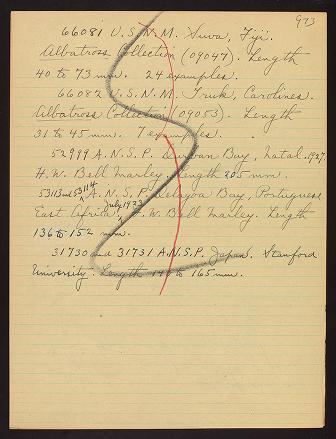 973
66081 U.S.N.M. Suva, Fiji.
Albatross Collection (09047). Length
40 to 73 mm. 24 examples.
66082 U.S.N.M. Truk, Carolines.
Albatross Collection (09053). Length
31 to 45 mm. 7 examples.
52999 A.N.S.P. Durban Bay, Natal. 1927.
H.W. Bell Marley. Length 205 mm.
53113 and 53114 A.N.S.P. Delagoa Bay, Portuguese
East Africa. July 1923 H.W. Bell Marley. Length
136 to 152 mm.
31730 and 31731 A.N.S.P. Japan. Stanford
University. Length 148 to 165 mm.